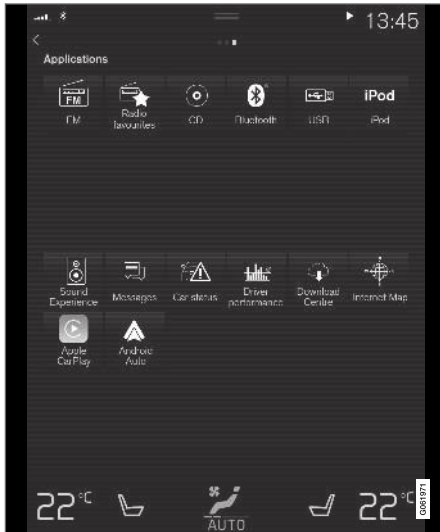 13:45
Applications
FM
iPod
FM
Radio
favourites
CD
Bluetooth
USB
iPod
Sound
Experience
Messages
Car status
Driver
performance
Download
Centre
Internet Map
Apple
CarPlay
Android
Auto
22°C
AUTO
22°C
G061971